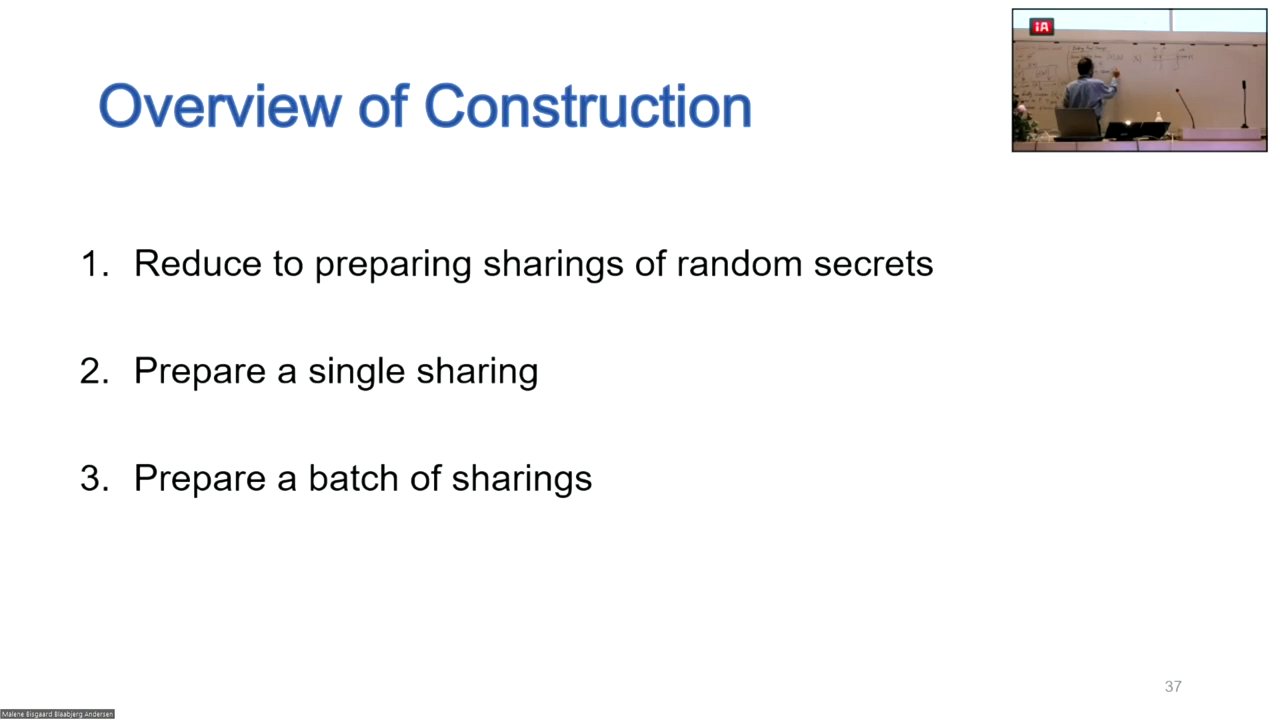 iA
Overview of Construction
1. Reduce to preparing sharings of random secrets
2. Prepare a single sharing
3. Prepare a batch of sharings
37
Malene Eisgaard Blaabjerg Andersen